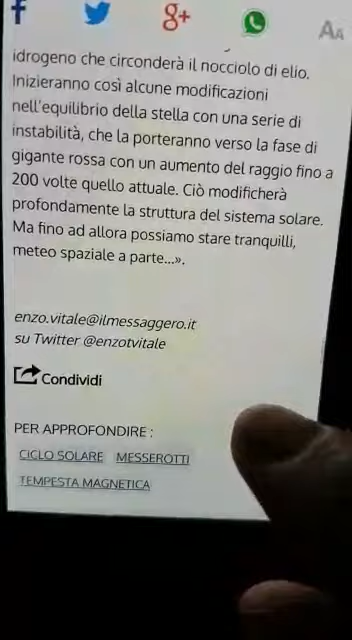 f g+ AA
idrogeno che circonderà il nocciolo di elio.
Inizieranno così alcune modificazioni
nell'equilibrio della stella con una serie di
instabilità, che la porteranno verso la fase di
gigante rossa con un aumento del raggio fino a
200 volte quello attuale. Ciò modificherà
profondamente la struttura del sistema solare.
Ma fino ad allora possiamo stare tranquilli,
meteo spaziale a parte...».
enzo.vitale@ilmessaggero.it
su Twitter @enzotvitale
Condividi
PER APPROFONDIRE :
CICLO SOLARE MESSEROTTI
TEMPESTA MAGNETICA